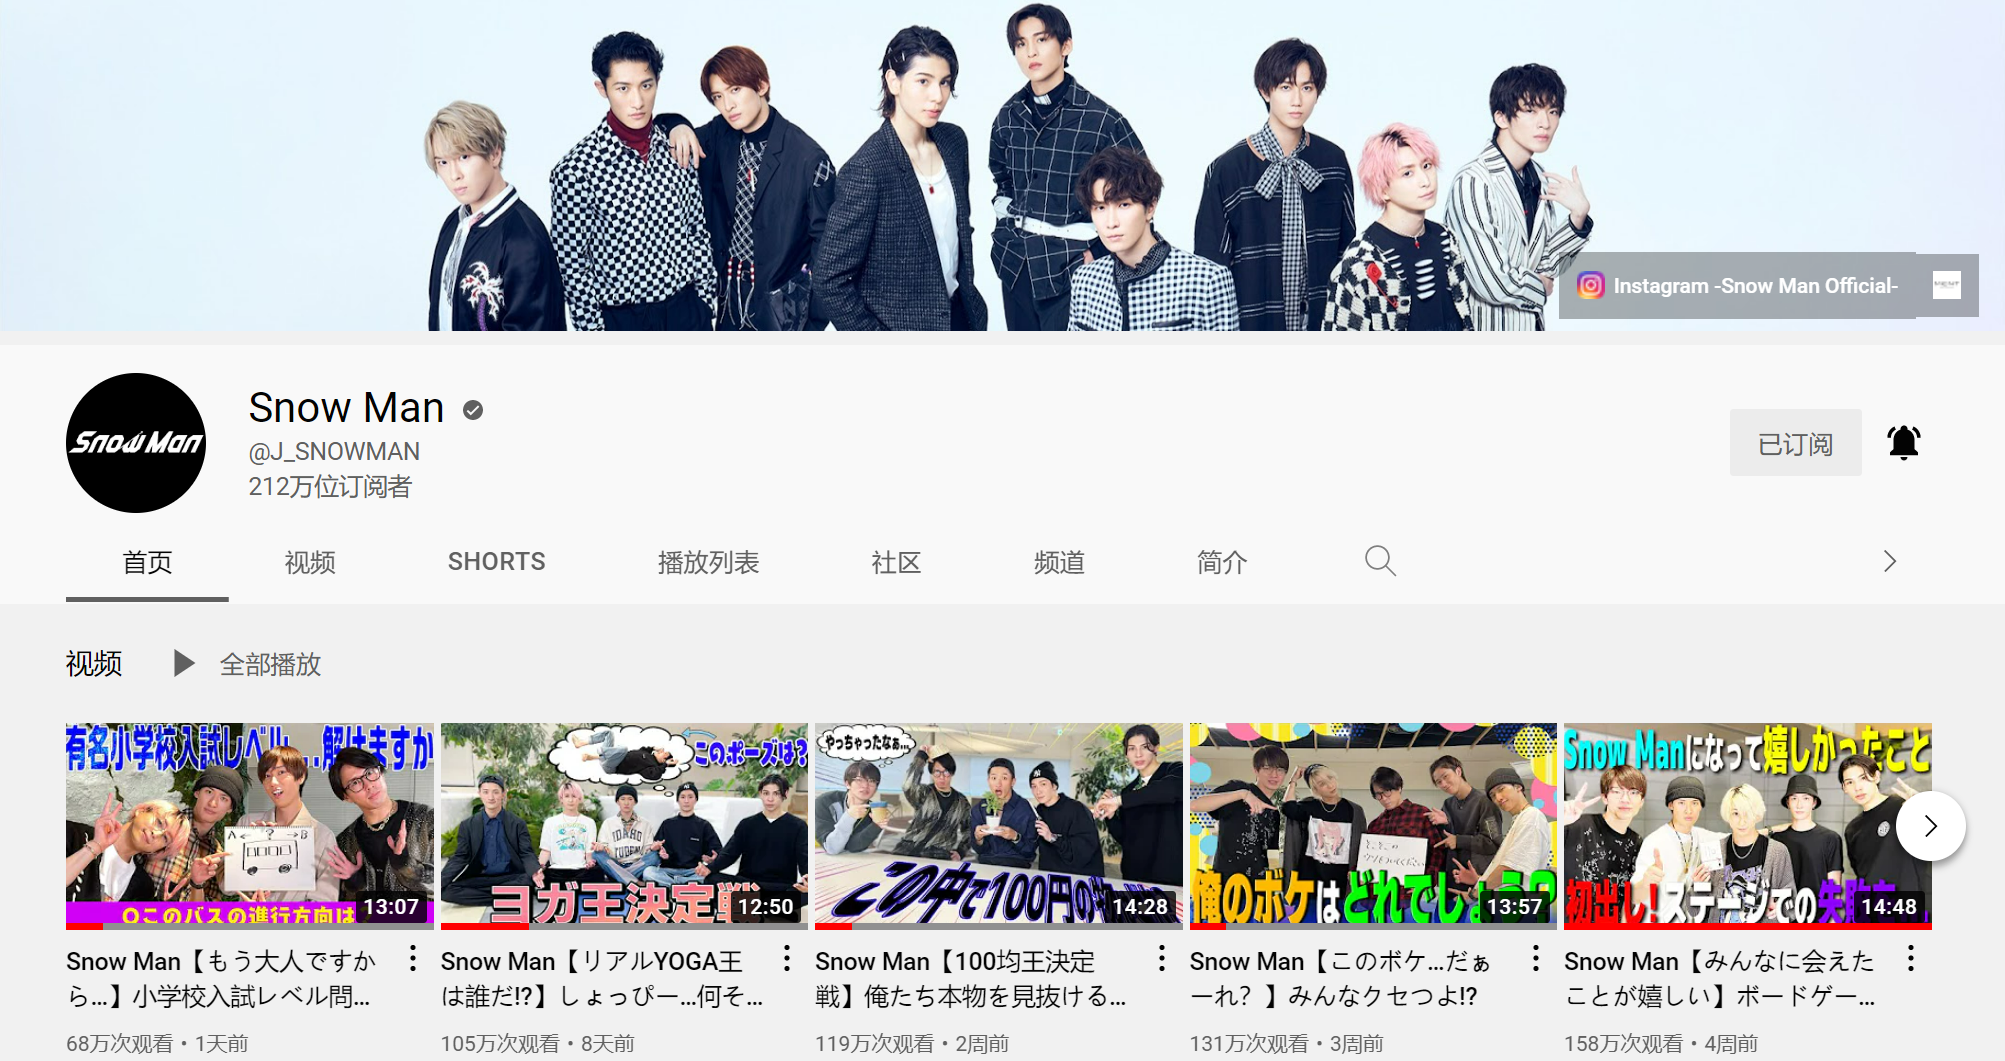 Instagram -Snow Man Official-
Snow Man
Snow Man
@J_SNOWMAN
212万位订阅者
已订阅
首页
视频
SHORTS
播放列表
社区
频道
简介
视频
全部播放
有名小学校入試レベル...解けますか
A ← ? → B
Qこのバスの進行方向は
13:07
このポーズは?
IDAHO
ヨガ王決定戦
12:50
やっちゃったなぁ...
この中で100円の
14:28
俺のボケはどれでしょう?
13:57
Snow Manになって嬉しかったこと
初出し!ステージでの失敗
14:48
Snow Man【もう大人ですか
ら...】小学校入試レベル問...
68万次观看・1天前
Snow Man【リアルYOGA王
は誰だ!?】しょっぴー...何そ...
105万次观看・8天前
Snow Man【100均王決定
戦】俺たち本物を見抜ける...
119万次观看・2周前
Snow Man【このボケ...だぁ
ーれ？】みんなクセつよ!?
131万次观看・3周前
Snow Man【みんなに会えた
ことが嬉しい】ボードゲー...
158万次观看・4周前